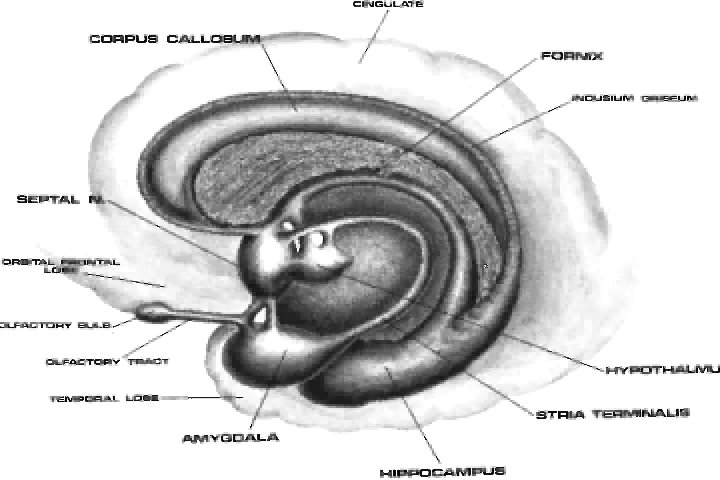 CINGULATE
CORPUS CALLOSUM
FORNIX
INDUSIUM GRISEUM
SEPTAL N.
ORBITAL FRONTAL
LOBE
OLFACTORY BULB
OLFACTORY TRACT
HYPOTHALMU
TEMPORAL LOBE
STRIA TERMINALIS
AMYGDALA
HIPPOCAMPUS